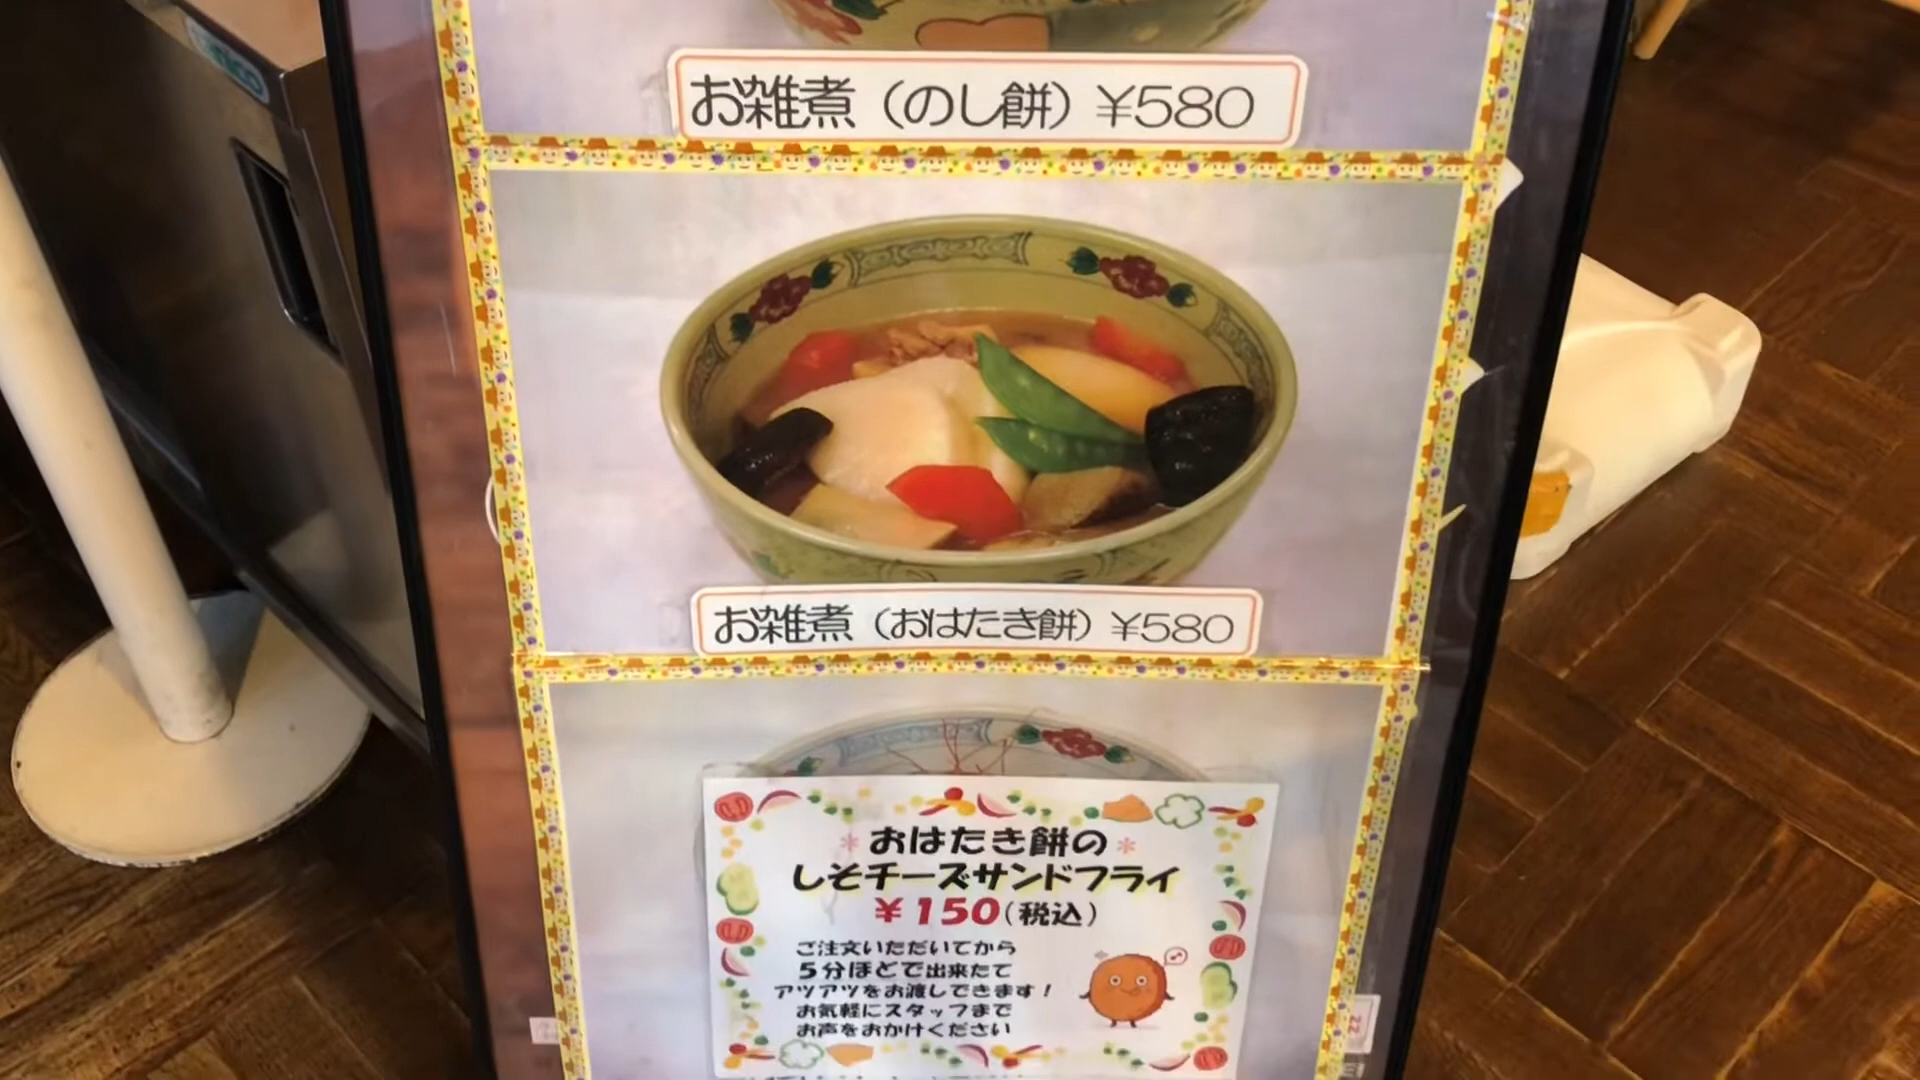 お雑煮（のし餅）¥580
お雑煮（おはたき餅）¥580
＊おはたき餅の＊
しそチーズサンドフライ
¥150（税込）
ご注文いただいてから
5分ほどで出来たて
アツアツをお渡しできます！
お気軽にスタッフまで
お声をおかけください